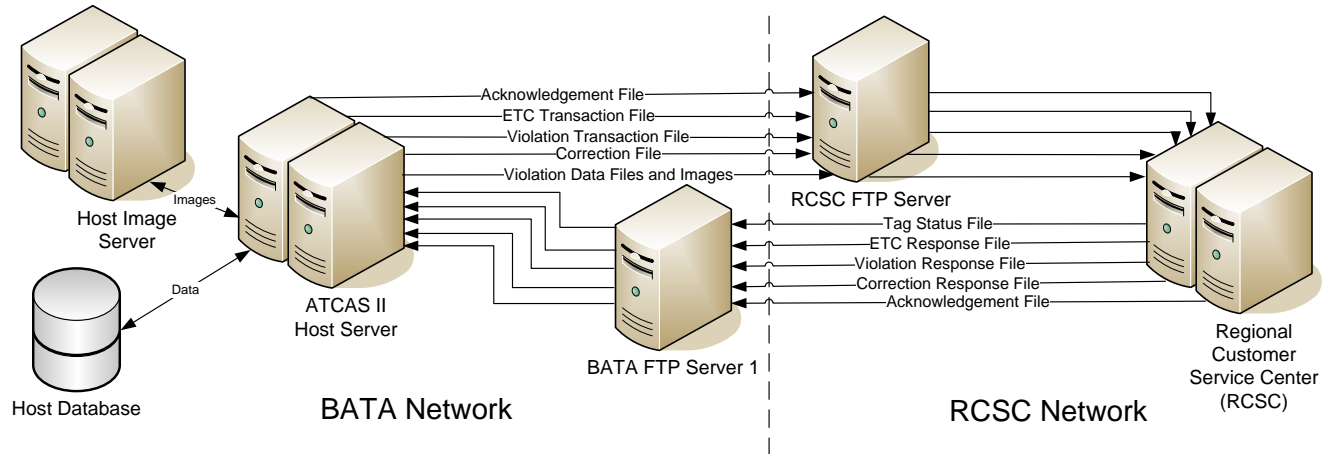 Acknowledgement File
ETC Transaction File
Violation Transaction File
Correction File
Violation Data Files and Images
Images
Host Image
Server
RCSC FTP Server
Tag Status File
ETC Response File
Violation Response File
Correction Response File
Acknowledgement File
Data
ATCAS II
Host Server
BATA FTP Server 1
Regional
Customer
Service Center
(RCSC)
Host Database
BATA Network
RCSC Network